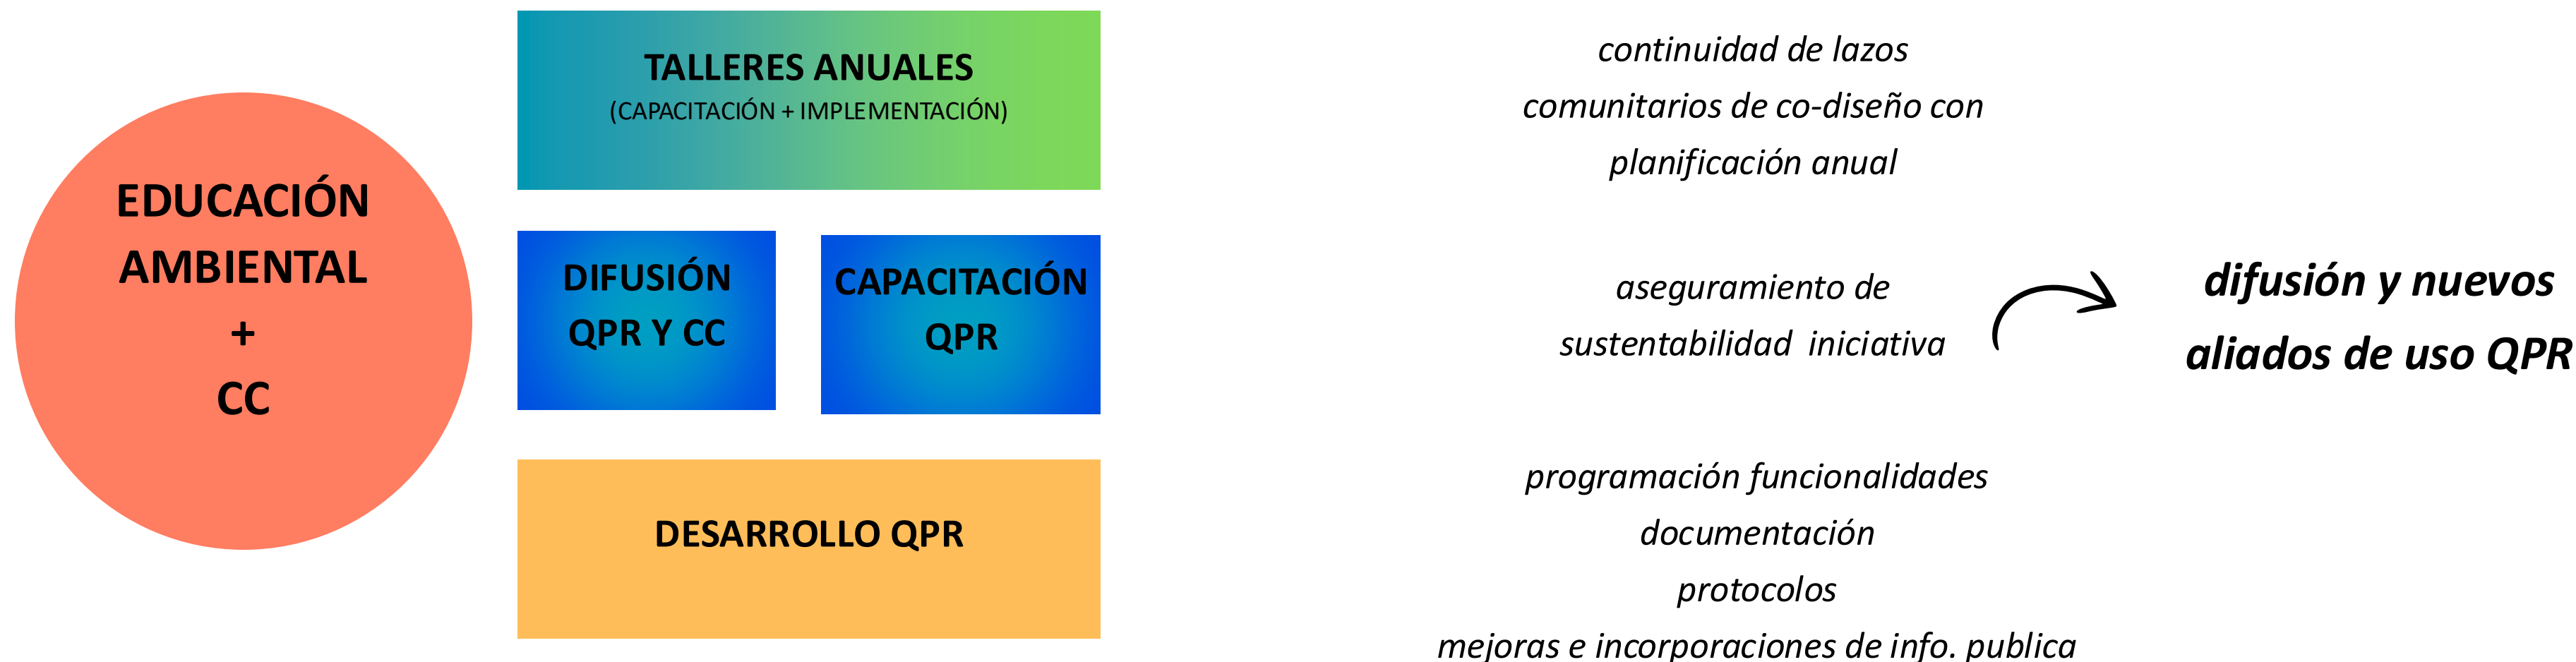 EDUCACIÓN
AMBIENTAL
+
CC
TALLERES ANUALES
(CAPACITACIÓN + IMPLEMENTACIÓN)
DIFUSIÓN
QPR Y CC
CAPACITACIÓN
QPR
DESARROLLO QPR
continuidad de lazos
comunitarios de co-diseño con
planificación anual
aseguramiento de
sustentabilidad iniciativa
difusión y nuevos
aliados de uso QPR
programación funcionalidades
documentación
protocolos
mejoras e incorporaciones de info. publica